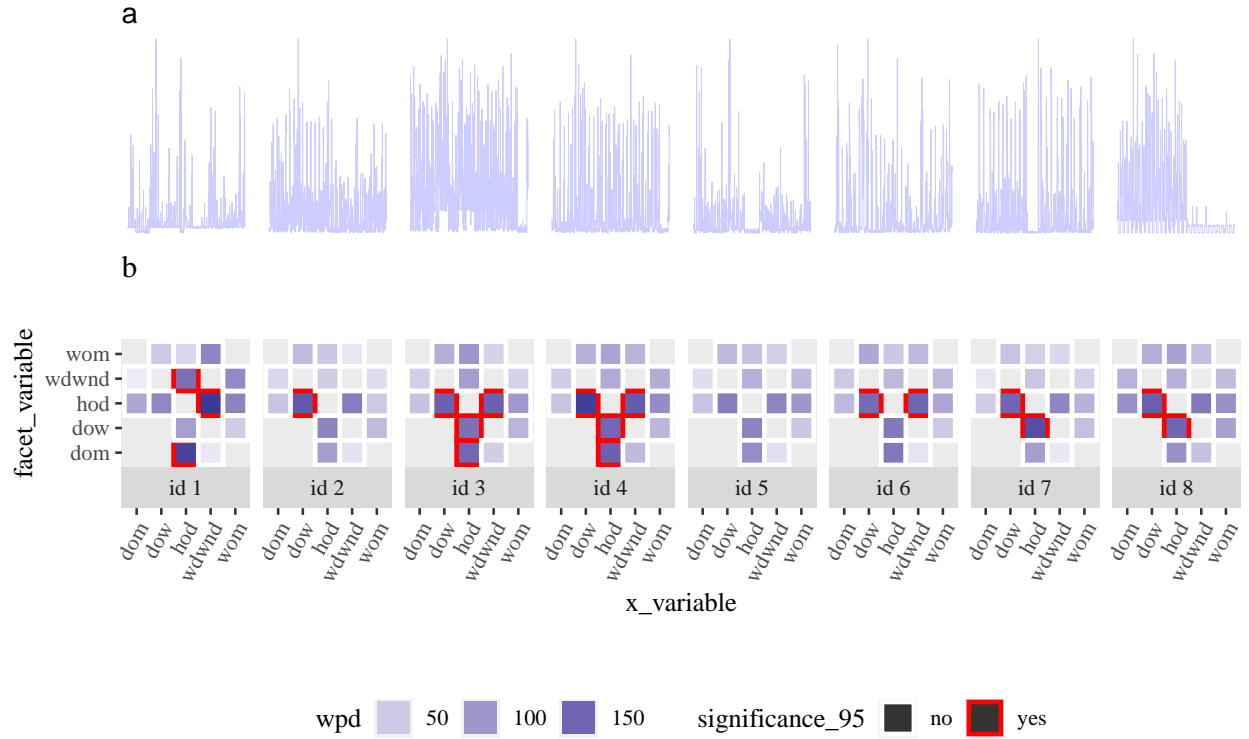 a
b
facet_variable
wom
wdwnd
hod
dow
dom
id 1 id 2 id 3 id 4 id 5 id 6 id 7 id 8
dom dow hod wdwnd wom dom dow hod wdwnd wom dom dow hod wdwnd wom dom dow hod wdwnd wom dom dow hod wdwnd wom dom dow hod wdwnd wom dom dow hod wdwnd wom dom dow hod wdwnd wom
x_variable
wpd 50 100 150 significance_95 no yes